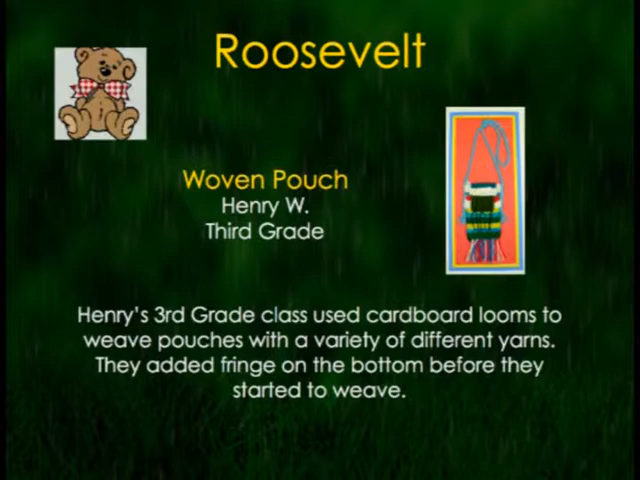 Roosevelt
Woven Pouch
Henry W.
Third Grade
Henry's 3rd Grade class used cardboard looms to
weave pouches with a variety of different yarns.
They added fringe on the bottom before they
started to weave.